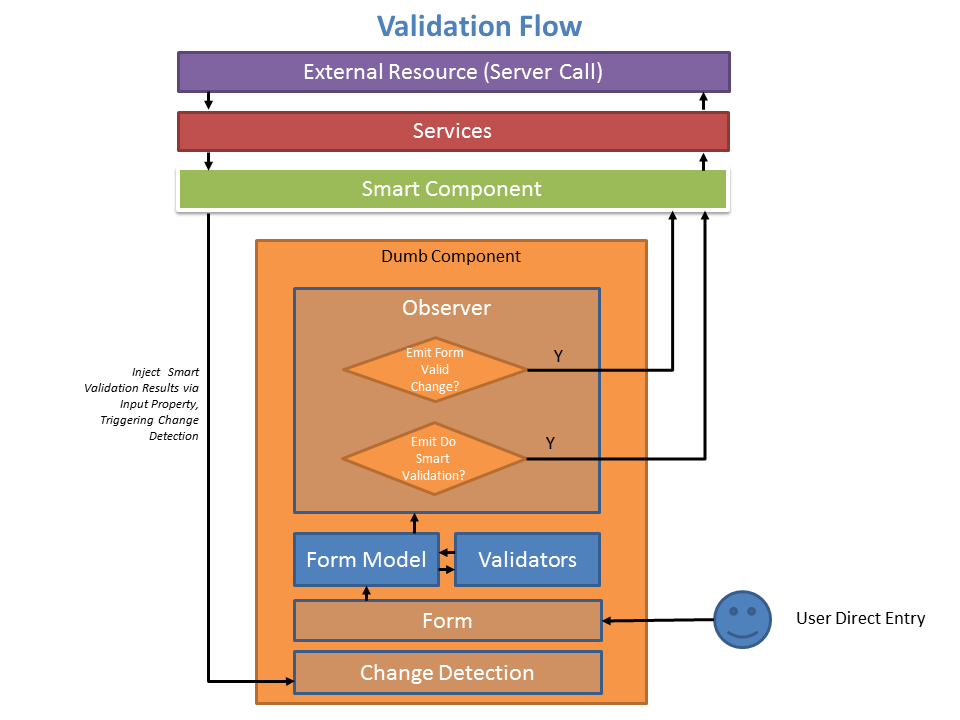 Validation Flow
External Resource (Server Call)
Services
Smart Component
Dumb Component
Observer
Emit Form
Valid
Change?
Y
Inject Smart
Validation Results via
Input Property,
Triggering Change
Detection
Emit Do
Smart
Validation?
Y
Form Model
Validators
Form
User Direct Entry
Change Detection